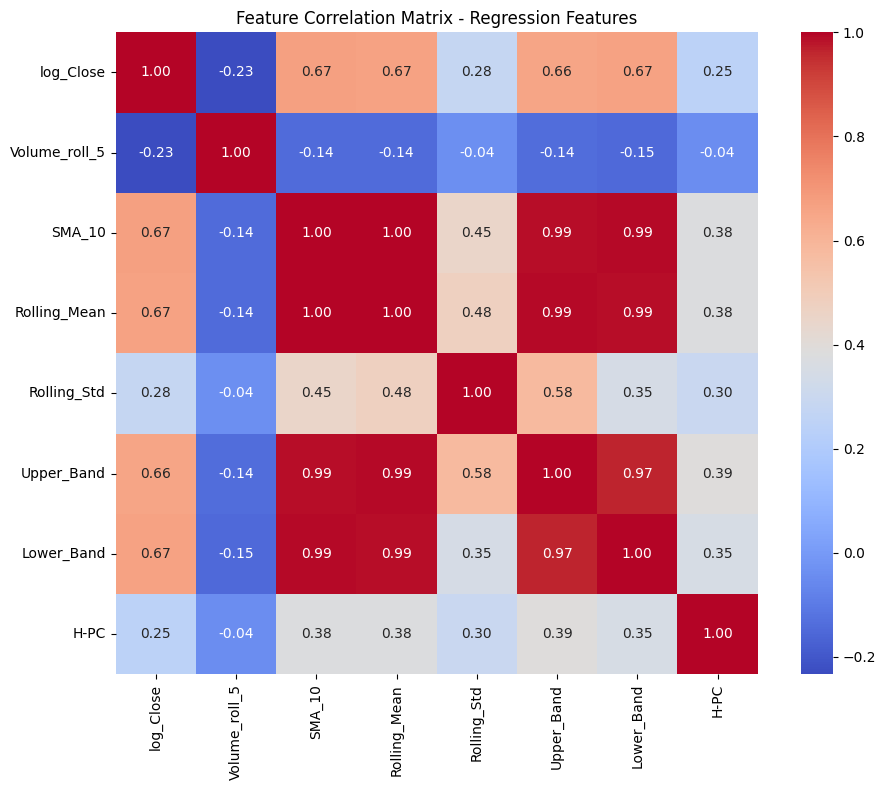 Feature Correlation Matrix - Regression Features
log_Close 1.00 -0.23 0.67 0.67 0.28 0.66 0.67 0.25
Volume_roll_5 -0.23 1.00 -0.14 -0.14 -0.04 -0.14 -0.15 -0.04
SMA_10 0.67 -0.14 1.00 1.00 0.45 0.99 0.99 0.38
Rolling_Mean 0.67 -0.14 1.00 1.00 0.48 0.99 0.99 0.38
Rolling_Std 0.28 -0.04 0.45 0.48 1.00 0.58 0.35 0.30
Upper_Band 0.66 -0.14 0.99 0.99 0.58 1.00 0.97 0.39
Lower_Band 0.67 -0.15 0.99 0.99 0.35 0.97 1.00 0.35
H-PC 0.25 -0.04 0.38 0.38 0.30 0.39 0.35 1.00
log_Close
Volume_roll_5
SMA_10
Rolling_Mean
Rolling_Std
Upper_Band
Lower_Band
H-PC
1.0
0.8
0.6
0.4
0.2
0.0
−0.2